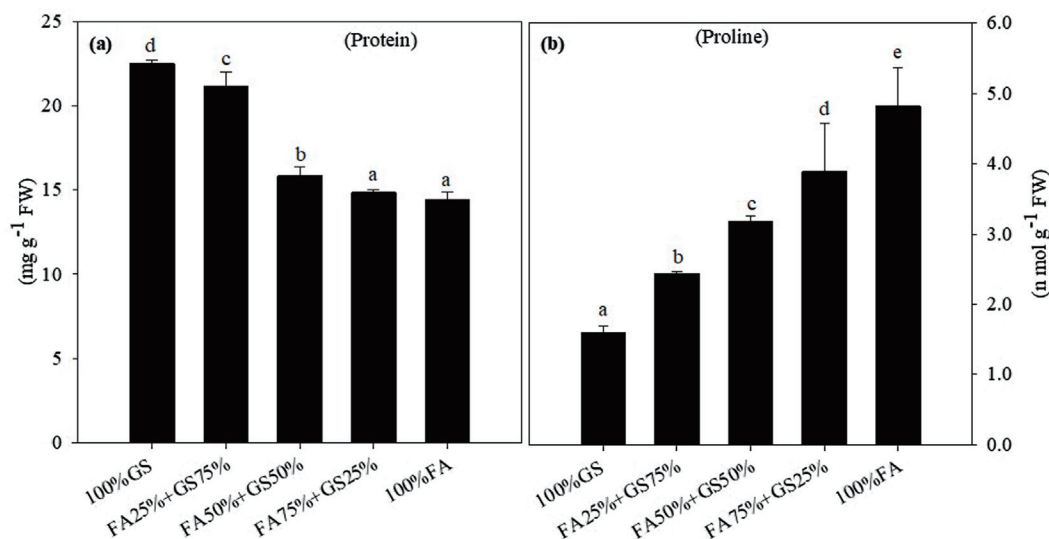 (a)
(Protein)
(mg g-1 FW)
25
20
15
10
5
0
d
c
b
a
a
100%GS
FA25%+GS75%
FA50%+GS50%
FA75%+GS25%
100%FA
(b)
(Proline)
a
b
c
d
e
6.0
5.0
4.0
3.0
2.0
1.0
0.0
(n mol g-1 FW)
100%GS
FA25%+GS75%
FA50%+GS50%
FA75%+GS25%
100%FA